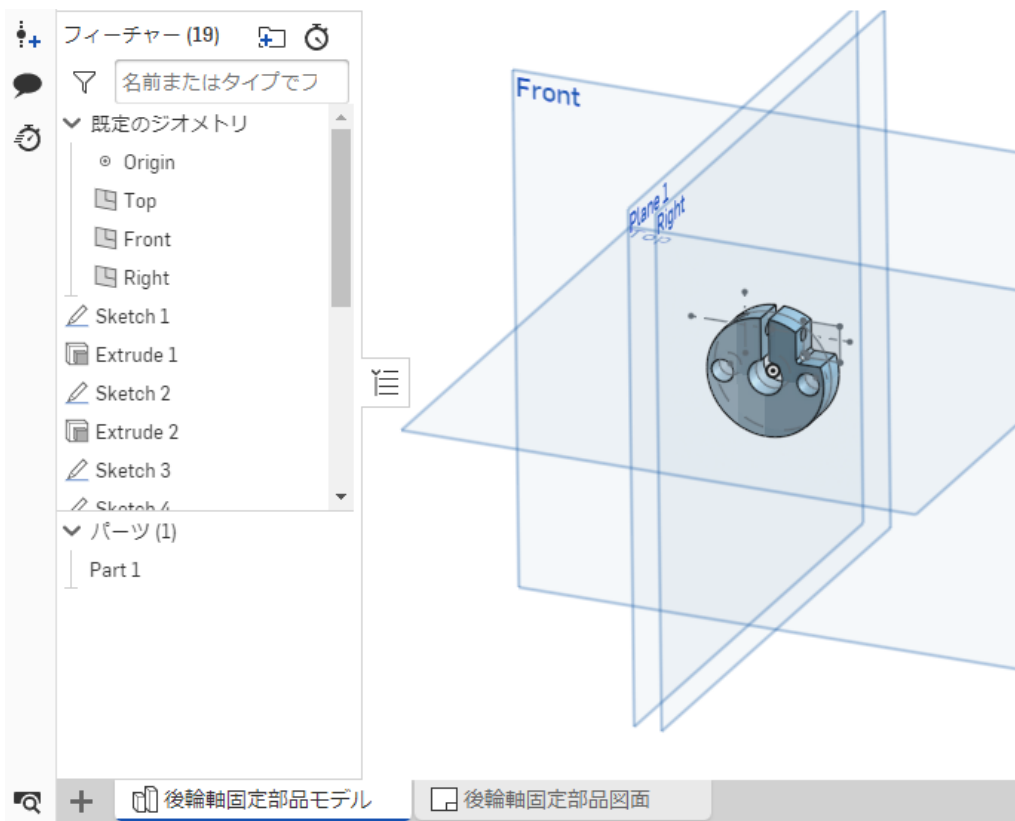 フィーチャー (19)
名前またはタイプでフ
既定のジオメトリ
Origin
Top
Front
Right
Sketch 1
Extrude 1
Sketch 2
Extrude 2
Sketch 3
Sketch 4
パーツ (1)
Part 1
Front
Plane 1
Right
Top
後輪軸固定部品モデル
後輪軸固定部品図面